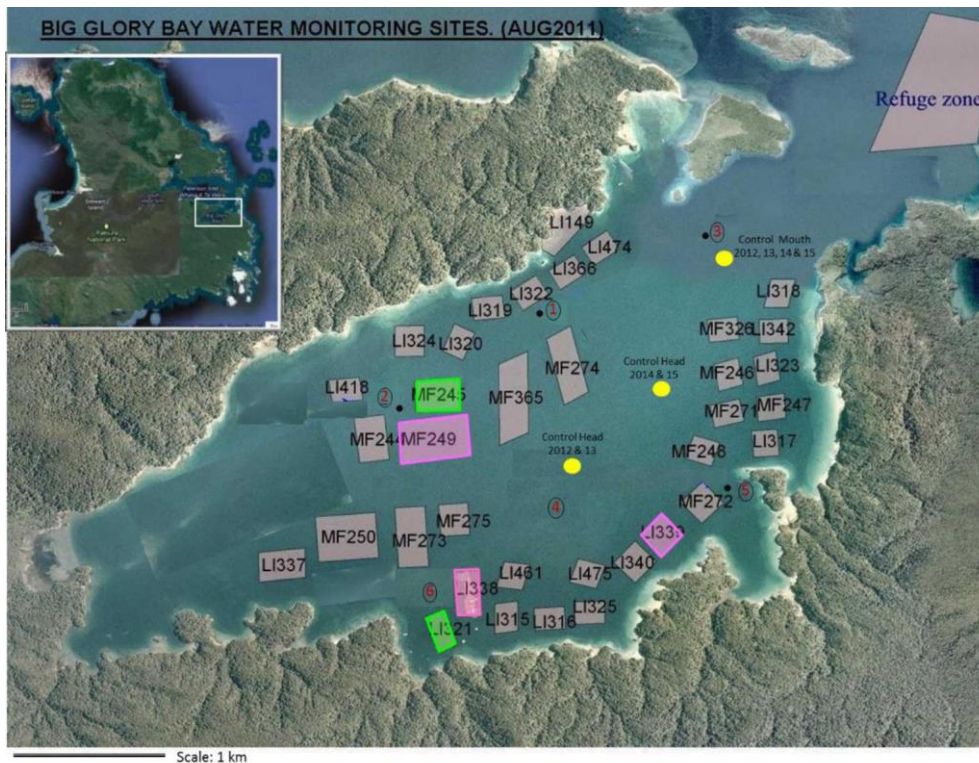 BIG GLORY BAY WATER MONITORING SITES. (AUG2011)
Refuge zone
LI149
LI474
LI366
LI322
LI319
1
LI324
LI320
3
Control Mouth
2012, 13, 14 & 15
LI318
MF326
LI342
MF274
Control Head
2014 & 15
MF246
LI323
LI418
2
MF245
MF365
MF271
MF247
MF244
MF249
Control Head
2012 & 13
MF248
LI317
4
MF272
5
MF250
MF273
MF275
LI339
LI337
LI340
6
LI338
LI461
LI475
LI321
LI315
LI316
LI325
Scale: 1 km